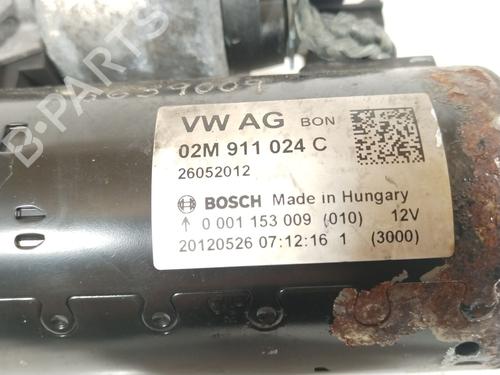 VW AG BON
02M 911 024 C
26052012
BOSCH Made in Hungary
↑ 0 001 153 009 (010) 12V
20120526 07:12:16 1 (3000)